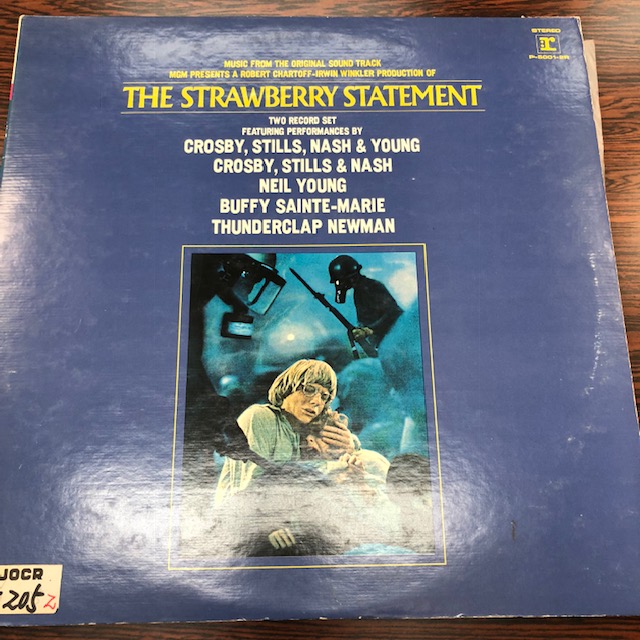 STEREO
r
P-5001-2R
MUSIC FROM THE ORIGINAL SOUND TRACK
MGM PRESENTS A ROBERT CHARTOFF-IRWIN WINKLER PRODUCTION OF
THE STRAWBERRY STATEMENT
TWO RECORD SET
FEATURING PERFORMANCES BY
CROSBY, STILLS, NASH & YOUNG
CROSBY, STILLS & NASH
NEIL YOUNG
BUFFY SAINTE-MARIE
THUNDERCLAP NEWMAN
JOCR
205 Z